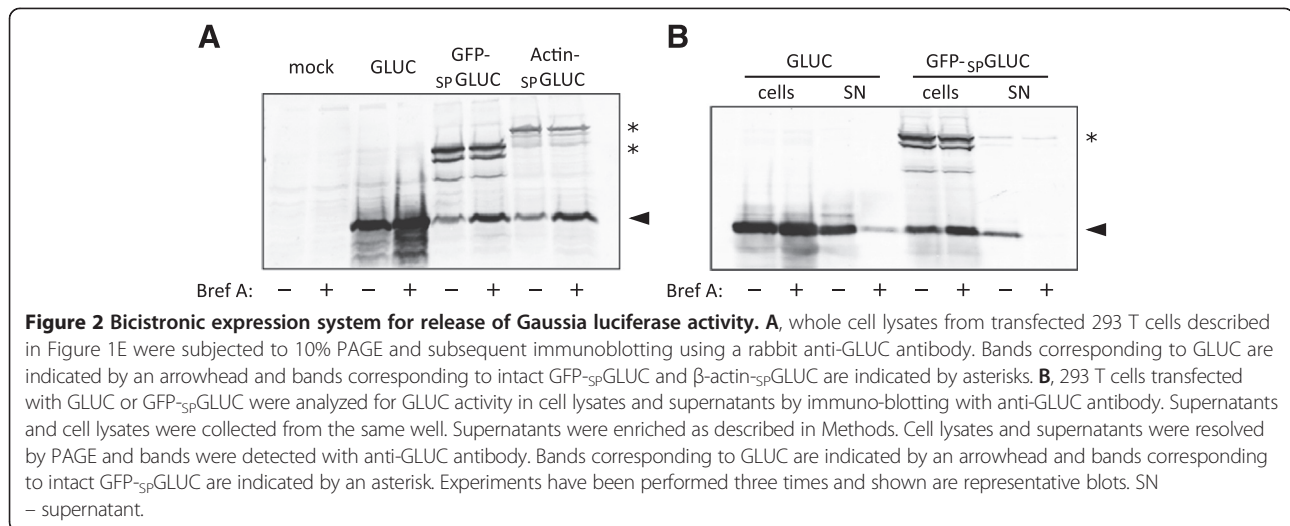 A
B
mock GLUC GFP-spGLUC Actin-spGLUC
GLUC GFP-spGLUC
cells SN cells SN
*
*
*
Bref A: – + – + – + – +
Bref A: – + – + – + – +
Figure 2 Bicistronic expression system for release of Gaussia luciferase activity. A, whole cell lysates from transfected 293 T cells described
in Figure 1E were subjected to 10% PAGE and subsequent immunoblotting using a rabbit anti-GLUC antibody. Bands corresponding to GLUC are
indicated by an arrowhead and bands corresponding to intact GFP-SPGLUC and β-actin-SPGLUC are indicated by asterisks. B, 293 T cells transfected
with GLUC or GFP-SPGLUC were analyzed for GLUC activity in cell lysates and supernatants by immuno-blotting with anti-GLUC antibody. Supernatants
and cell lysates were collected from the same well. Supernatants were enriched as described in Methods. Cell lysates and supernatants were resolved
by PAGE and bands were detected with anti-GLUC antibody. Bands corresponding to GLUC are indicated by an arrowhead and bands corresponding
to intact GFP-SPGLUC are indicated by an asterisk. Experiments have been performed three times and shown are representative blots. SN
– supernatant.